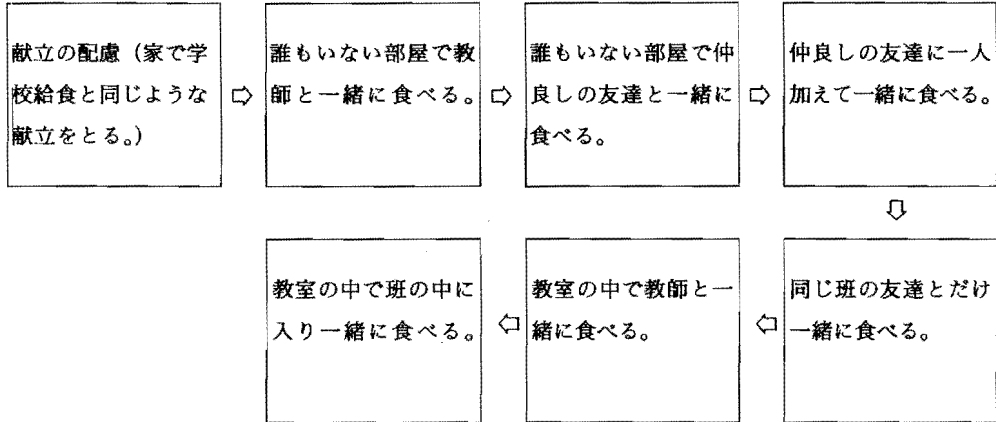 献立の配慮（家で学
校給食と同じような
献立をとる。）
誰もいない部屋で教
師と一緒に食べる。
誰もいない部屋で仲
良しの友達と一緒に
食べる。
仲良しの友達に一人
加えて一緒に食べる。
同じ班の友達とだけ
一緒に食べる。
教室の中で教師と一
緒に食べる。
教室の中で班の中に
入り一緒に食べる。